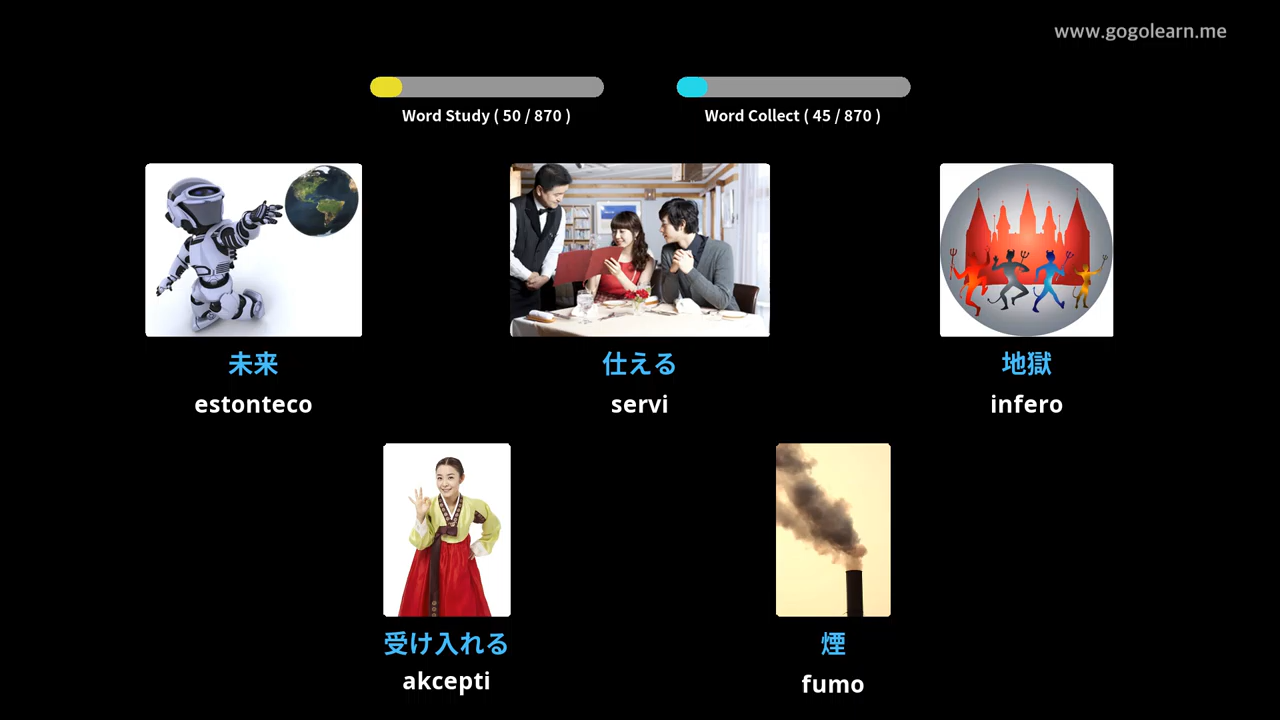 www.gogolearn.me
Word Study ( 50 / 870 )
Word Collect ( 45 / 870 )
未来
仕える
地獄
estonteco
servi
infero
受け入れる
煙
akcepti
fumo